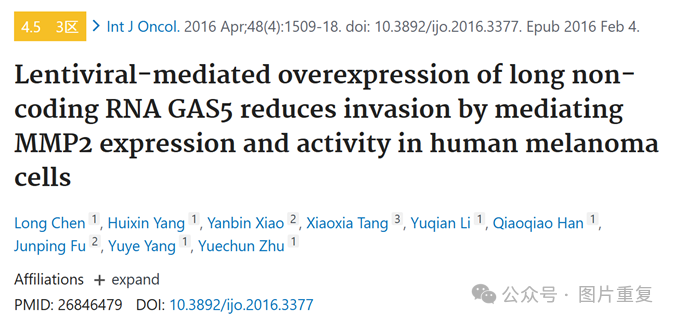 4.5 3区 Int J Oncol. 2016 Apr;48(4):1509-18. doi: 10.3892/ijo.2016.3377. Epub 2016 Feb 4.
Lentiviral-mediated overexpression of long non-
coding RNA GAS5 reduces invasion by mediating
MMP2 expression and activity in human melanoma
cells
Long Chen 1, Huixin Yang 1, Yanbin Xiao 2, Xiaoxia Tang 3, Yuqian Li 1, Qiaoqiao Han 1,
Junping Fu 2, Yuye Yang 1, Yuechun Zhu 1
Affiliations + expand
PMID: 26846479 DOI: 10.3892/ijo.2016.3377
公众号 · 图片重复